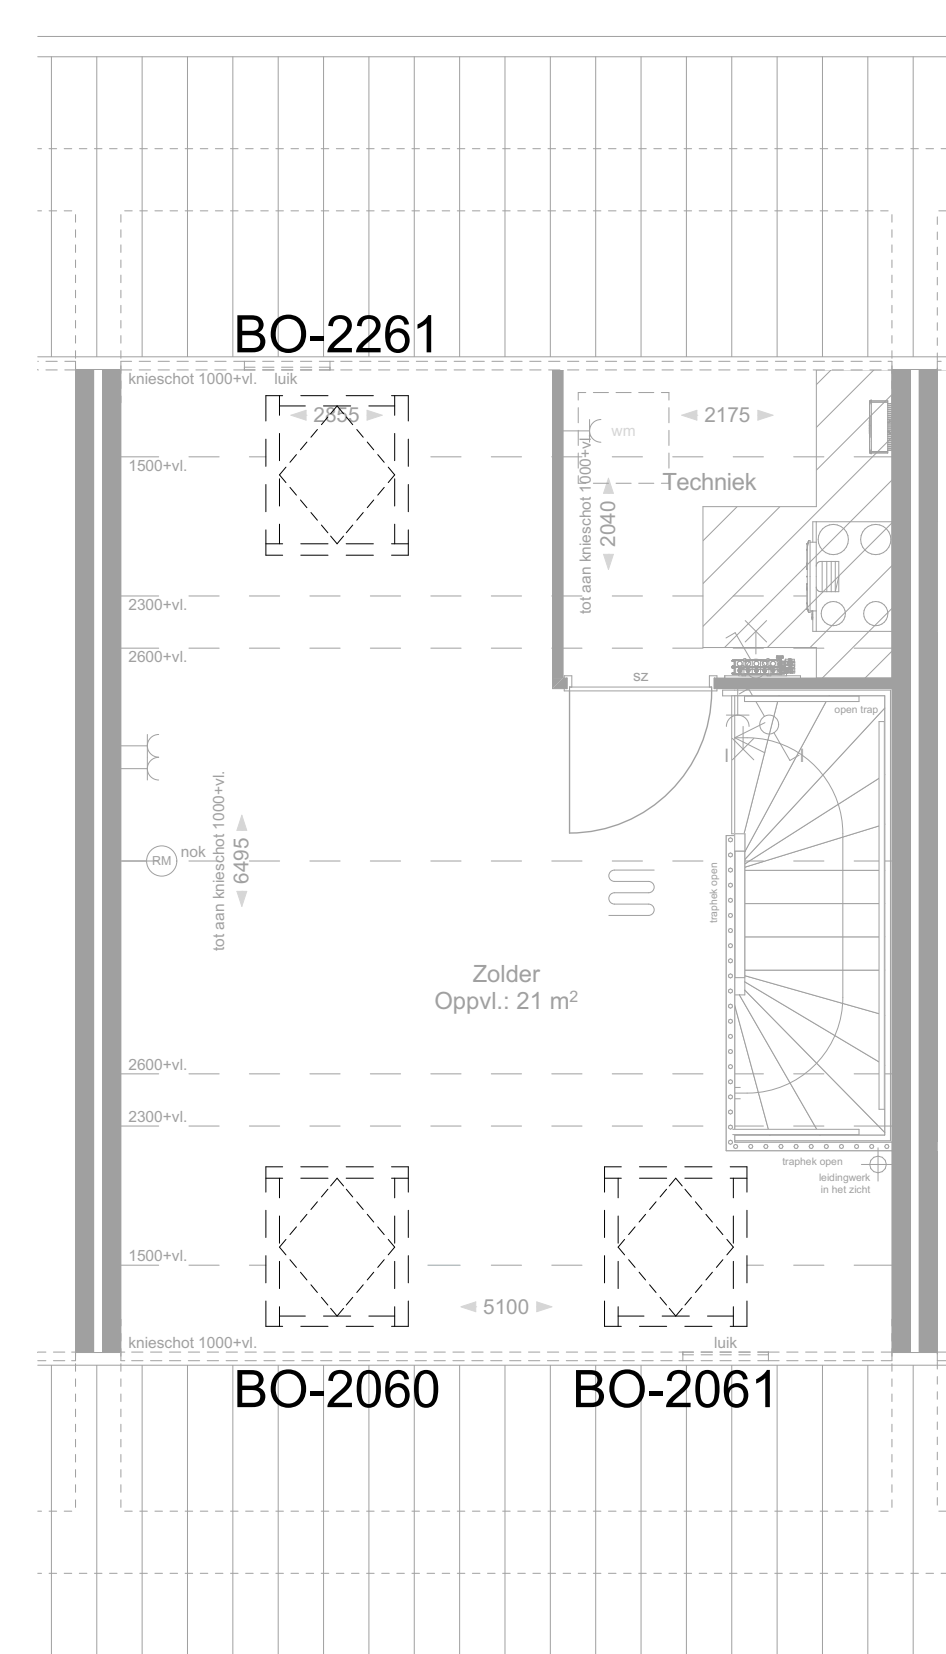 BO-2261
knieschot 1000+vl. luik
2855
2175
wm
1500+vl.
Techniek
tot aan knieschot 1000+vl.
2040
2300+vl.
2600+vl.
sz
open trap
tot aan knieschot 1000+vl.
6495
RM
nok
traphek open
Zolder
Oppvl.: 21 m²
2600+vl.
2300+vl.
traphek open
leidingwerk
in het zicht
1500+vl.
5100
knieschot 1000+vl.
luik
BO-2060
BO-2061